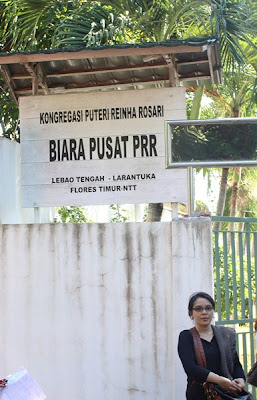 KONGREGASI PUTERI REINHA ROSARI
BIARA PUSAT PRR
LEBAO TENGAH - LARANTUKA
FLORES TIMUR-NTT